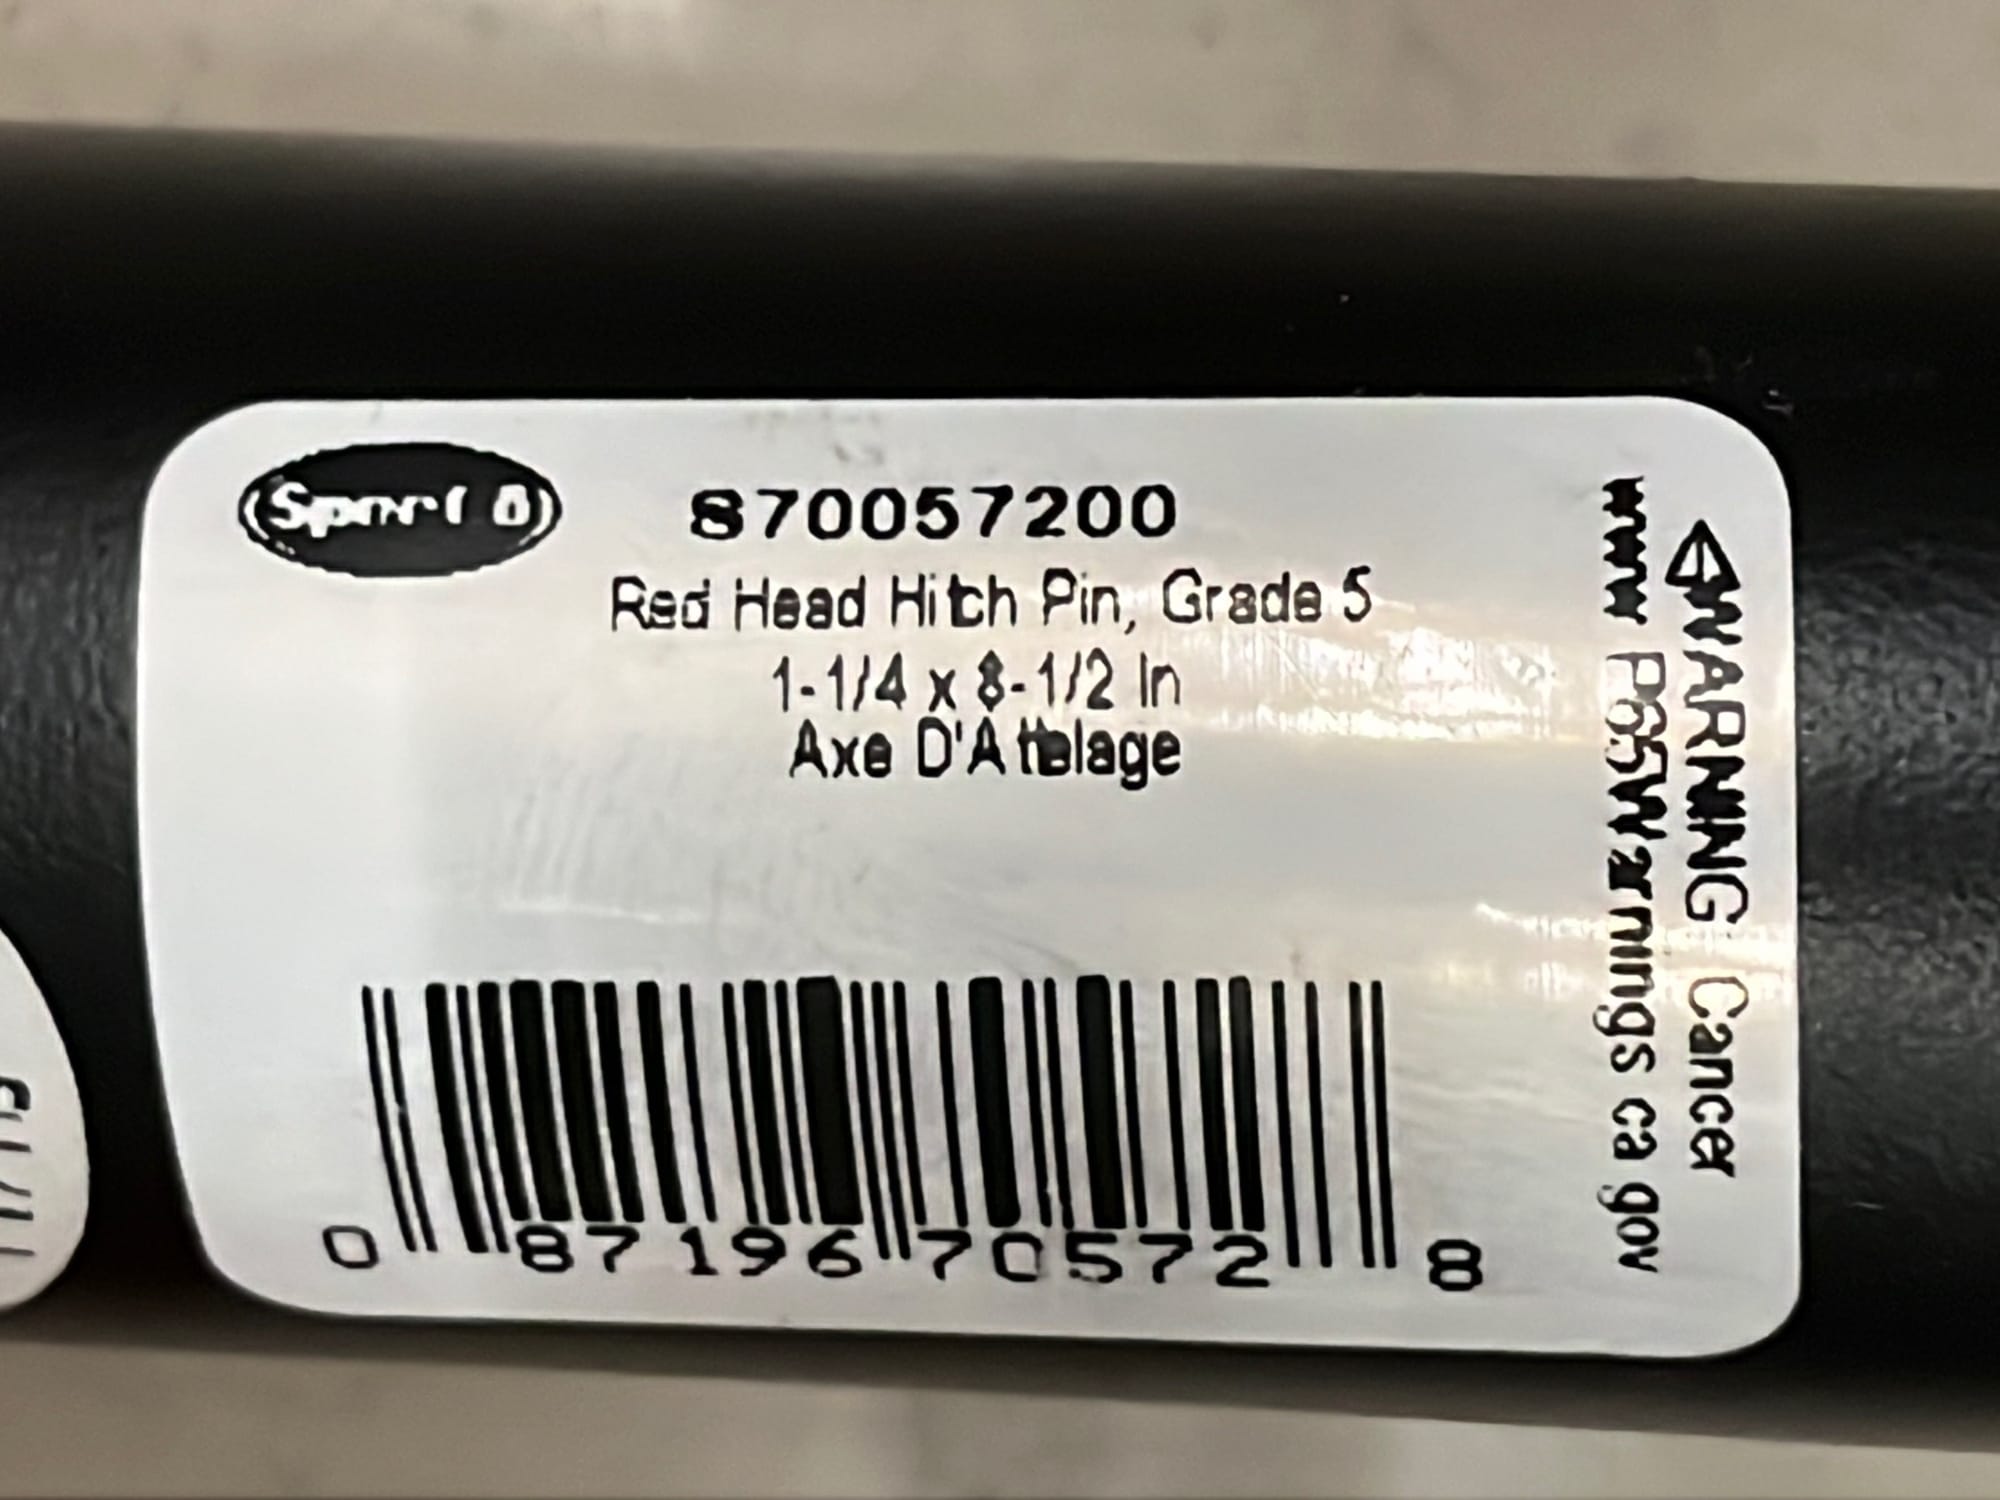 S70057200
Red Head Hitch Pin, Grade 5
1-1/4 x 8-1/2 In
Axe D'Attelage
0 87196 70572 8
WARNING Cancer
www P65Warnings ca gov